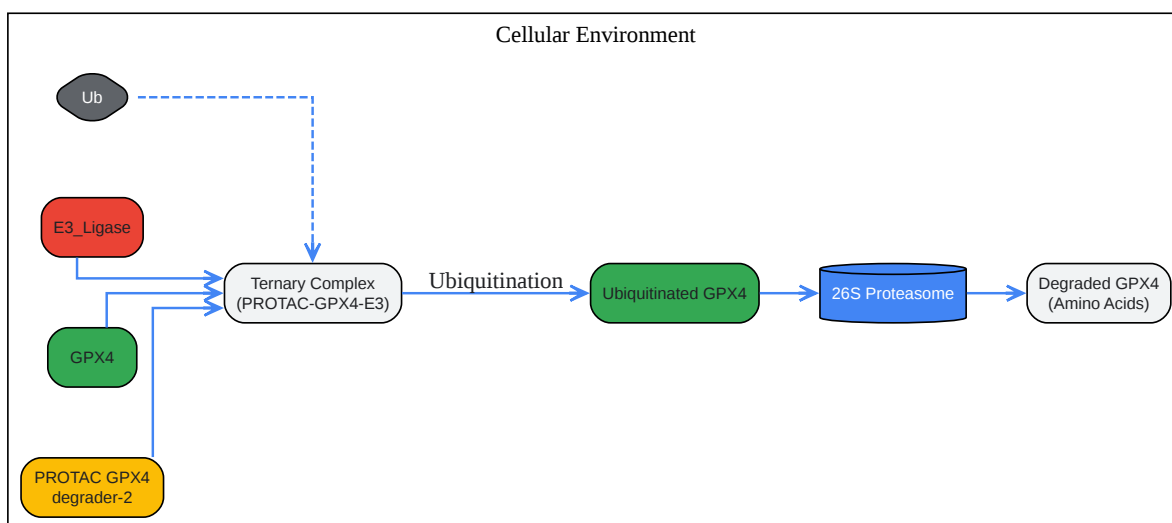 Cellular Environment
Ub
E3_Ligase
GPX4
PROTAC GPX4
degrader-2
Ternary Complex
(PROTAC-GPX4-E3)
Ubiquitination
Ubiquitinated GPX4
26S Proteasome
Degraded GPX4
(Amino Acids)